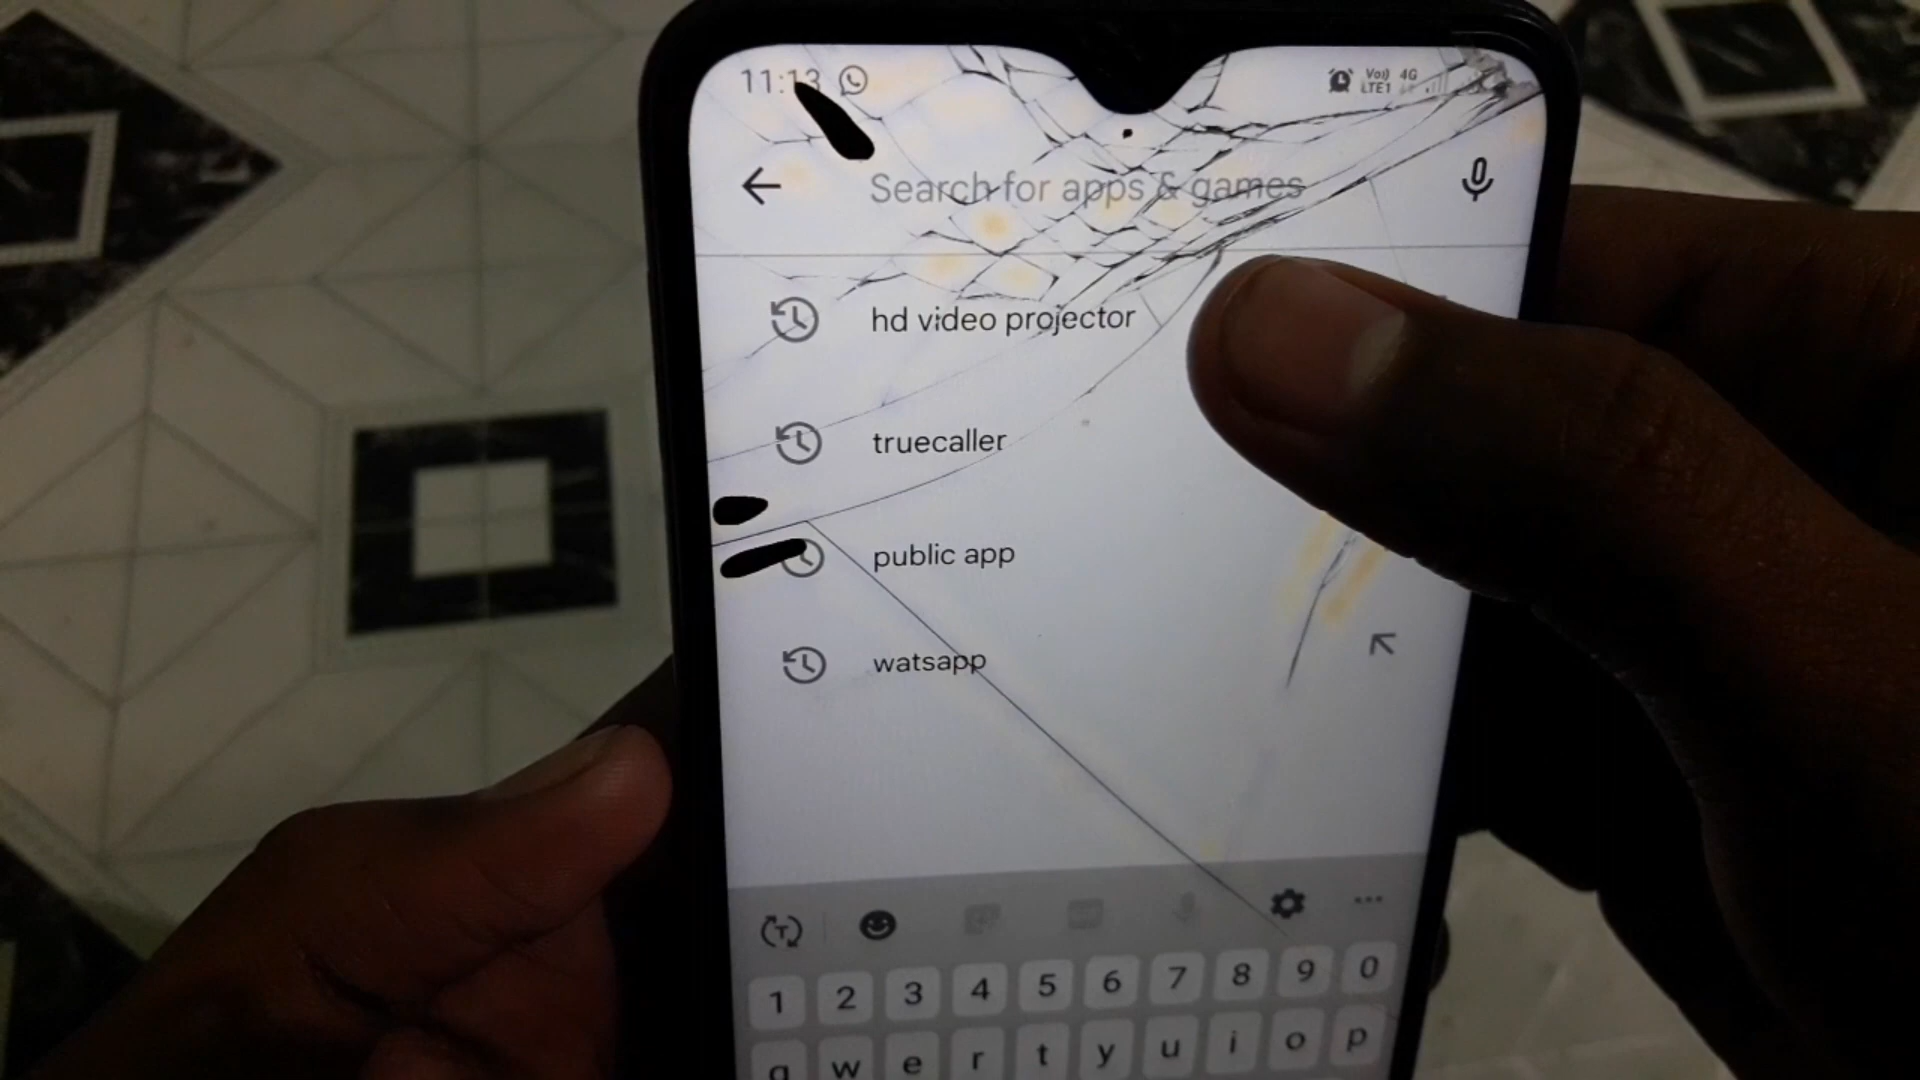 11:13
Vo)) 4G
LTE1
Search for apps & games
hd video projector
truecaller
public app
watsapp
1 2 3 4 5 6 7 8 9 0
q w e r t y u i o p